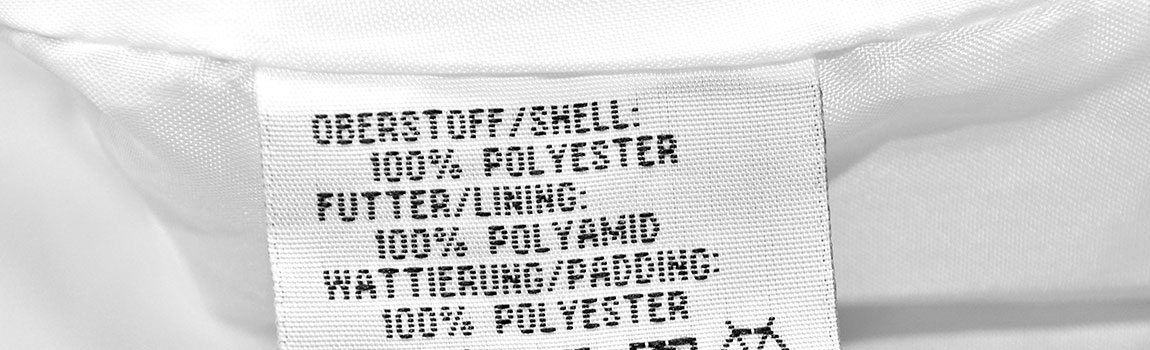 OBERSTOFF/SHELL:
100% POLYESTER
FUTTER/LINING:
100% POLYAMID
WATTIERUNG/PADDING:
100% POLYESTER